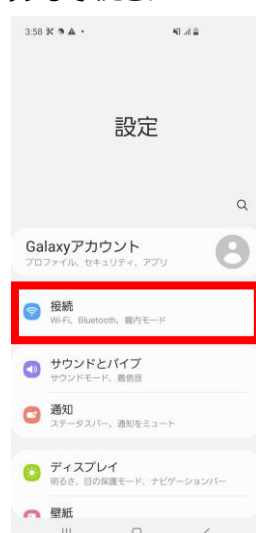 3:58
設定
Galaxyアカウント
プロファイル、セキュリティ、アプリ
接続
Wi-Fi、Bluetooth、機内モード
サウンドとバイブ
サウンドモード、着信音
通知
ステータスバー、通知をミュート
ディスプレイ
明るさ、目の保護モード、ナビゲーションバー
壁紙